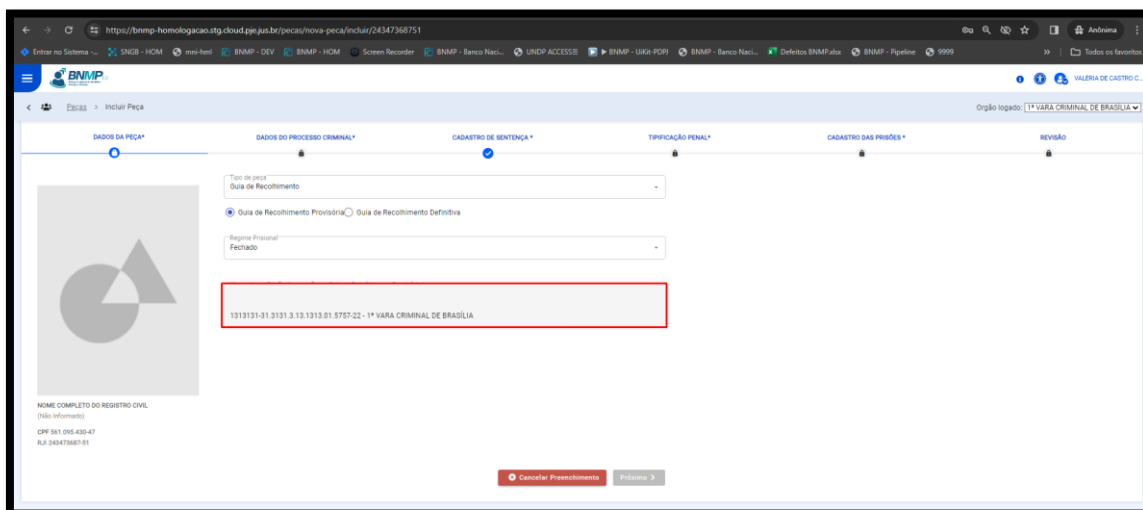 https://bnmp-homologacao.stg.cloud.pje.jus.br/pecas/nova-peca/incluir/24347368751
Anônima
Entrar no Sistema -... SNGB - HOM mni-hml BNMP - DEV BNMP - HOM Screen Recorder BNMP - Banco Naci... UNDP ACCESSIE BNMP - UiKit-PDPJ BNMP - Banco Naci... Defeitos BNMP.xlsx BNMP - Pipeline 9999 » Todos os favoritos
BNMP
VALÉRIA DE CASTRO C...
Peças > Incluir Peça
Orgão logado: 1ª VARA CRIMINAL DE BRASÍLIA
DADOS DA PEÇA* DADOS DO PROCESSO CRIMINAL* CADASTRO DE SENTENÇA * TIPIFICAÇÃO PENAL* CADASTRO DAS PRISÕES * REVISÃO
Tipo de peça
Guia de Recolhimento
Guia de Recolhimento Provisória Guia de Recolhimento Definitiva
Regime Prisional
Fechado
1313131-31.3131.3.13.1313.01.5757-22 - 1ª VARA CRIMINAL DE BRASÍLIA
NOME COMPLETO DO REGISTRO CIVIL
(Não Informado)
CPF 561.095.430-47
RJI 243473687-51
Cancelar Preenchimento Próximo >